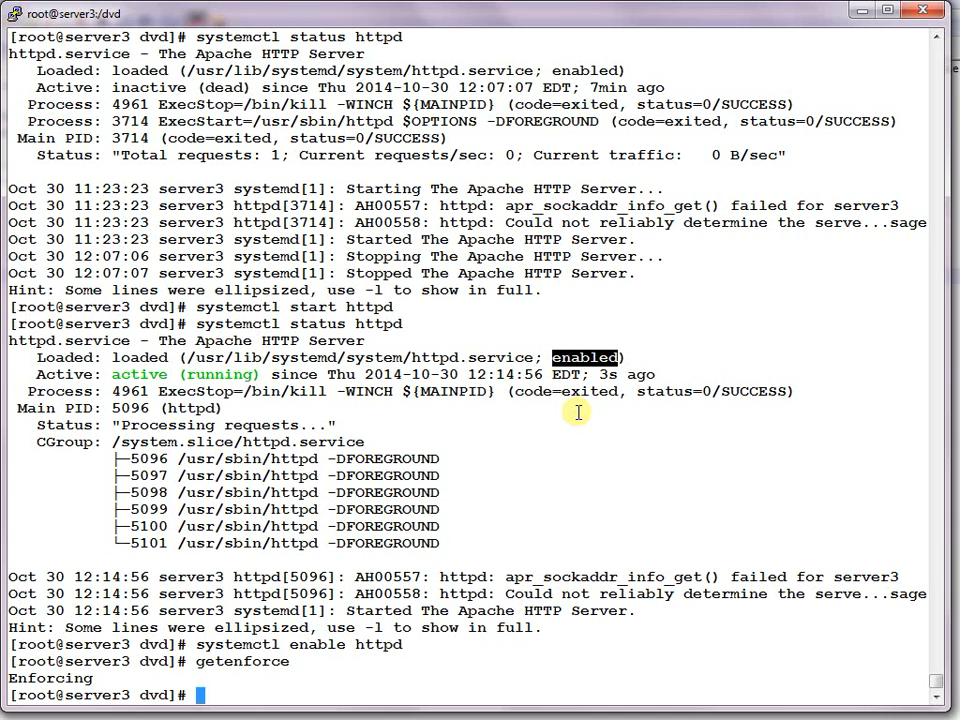 root@server3:/dvd
[root@server3 dvd]# systemctl status httpd
httpd.service - The Apache HTTP Server
   Loaded: loaded (/usr/lib/systemd/system/httpd.service; enabled)
   Active: inactive (dead) since Thu 2014-10-30 12:07:07 EDT; 7min ago
  Process: 4961 ExecStop=/bin/kill -WINCH ${MAINPID} (code=exited, status=0/SUCCESS)
  Process: 3714 ExecStart=/usr/sbin/httpd $OPTIONS -DFOREGROUND (code=exited, status=0/SUCCESS)
 Main PID: 3714 (code=exited, status=0/SUCCESS)
   Status: "Total requests: 1; Current requests/sec: 0; Current traffic:   0 B/sec"

Oct 30 11:23:23 server3 systemd[1]: Starting The Apache HTTP Server...
Oct 30 11:23:23 server3 httpd[3714]: AH00557: httpd: apr_sockaddr_info_get() failed for server3
Oct 30 11:23:23 server3 httpd[3714]: AH00558: httpd: Could not reliably determine the serve...sage
Oct 30 11:23:23 server3 systemd[1]: Started The Apache HTTP Server.
Oct 30 12:07:06 server3 systemd[1]: Stopping The Apache HTTP Server...
Oct 30 12:07:07 server3 systemd[1]: Stopped The Apache HTTP Server.
Hint: Some lines were ellipsized, use -l to show in full.
[root@server3 dvd]# systemctl start httpd
[root@server3 dvd]# systemctl status httpd
httpd.service - The Apache HTTP Server
   Loaded: loaded (/usr/lib/systemd/system/httpd.service; enabled)
   Active: active (running) since Thu 2014-10-30 12:14:56 EDT; 3s ago
  Process: 4961 ExecStop=/bin/kill -WINCH ${MAINPID} (code=exited, status=0/SUCCESS)
 Main PID: 5096 (httpd)
   Status: "Processing requests..."
   CGroup: /system.slice/httpd.service
           ├─5096 /usr/sbin/httpd -DFOREGROUND
           ├─5097 /usr/sbin/httpd -DFOREGROUND
           ├─5098 /usr/sbin/httpd -DFOREGROUND
           ├─5099 /usr/sbin/httpd -DFOREGROUND
           ├─5100 /usr/sbin/httpd -DFOREGROUND
           └─5101 /usr/sbin/httpd -DFOREGROUND

Oct 30 12:14:56 server3 httpd[5096]: AH00557: httpd: apr_sockaddr_info_get() failed for server3
Oct 30 12:14:56 server3 httpd[5096]: AH00558: httpd: Could not reliably determine the serve...sage
Oct 30 12:14:56 server3 systemd[1]: Started The Apache HTTP Server.
Hint: Some lines were ellipsized, use -l to show in full.
[root@server3 dvd]# systemctl enable httpd
[root@server3 dvd]# getenforce
Enforcing
[root@server3 dvd]#